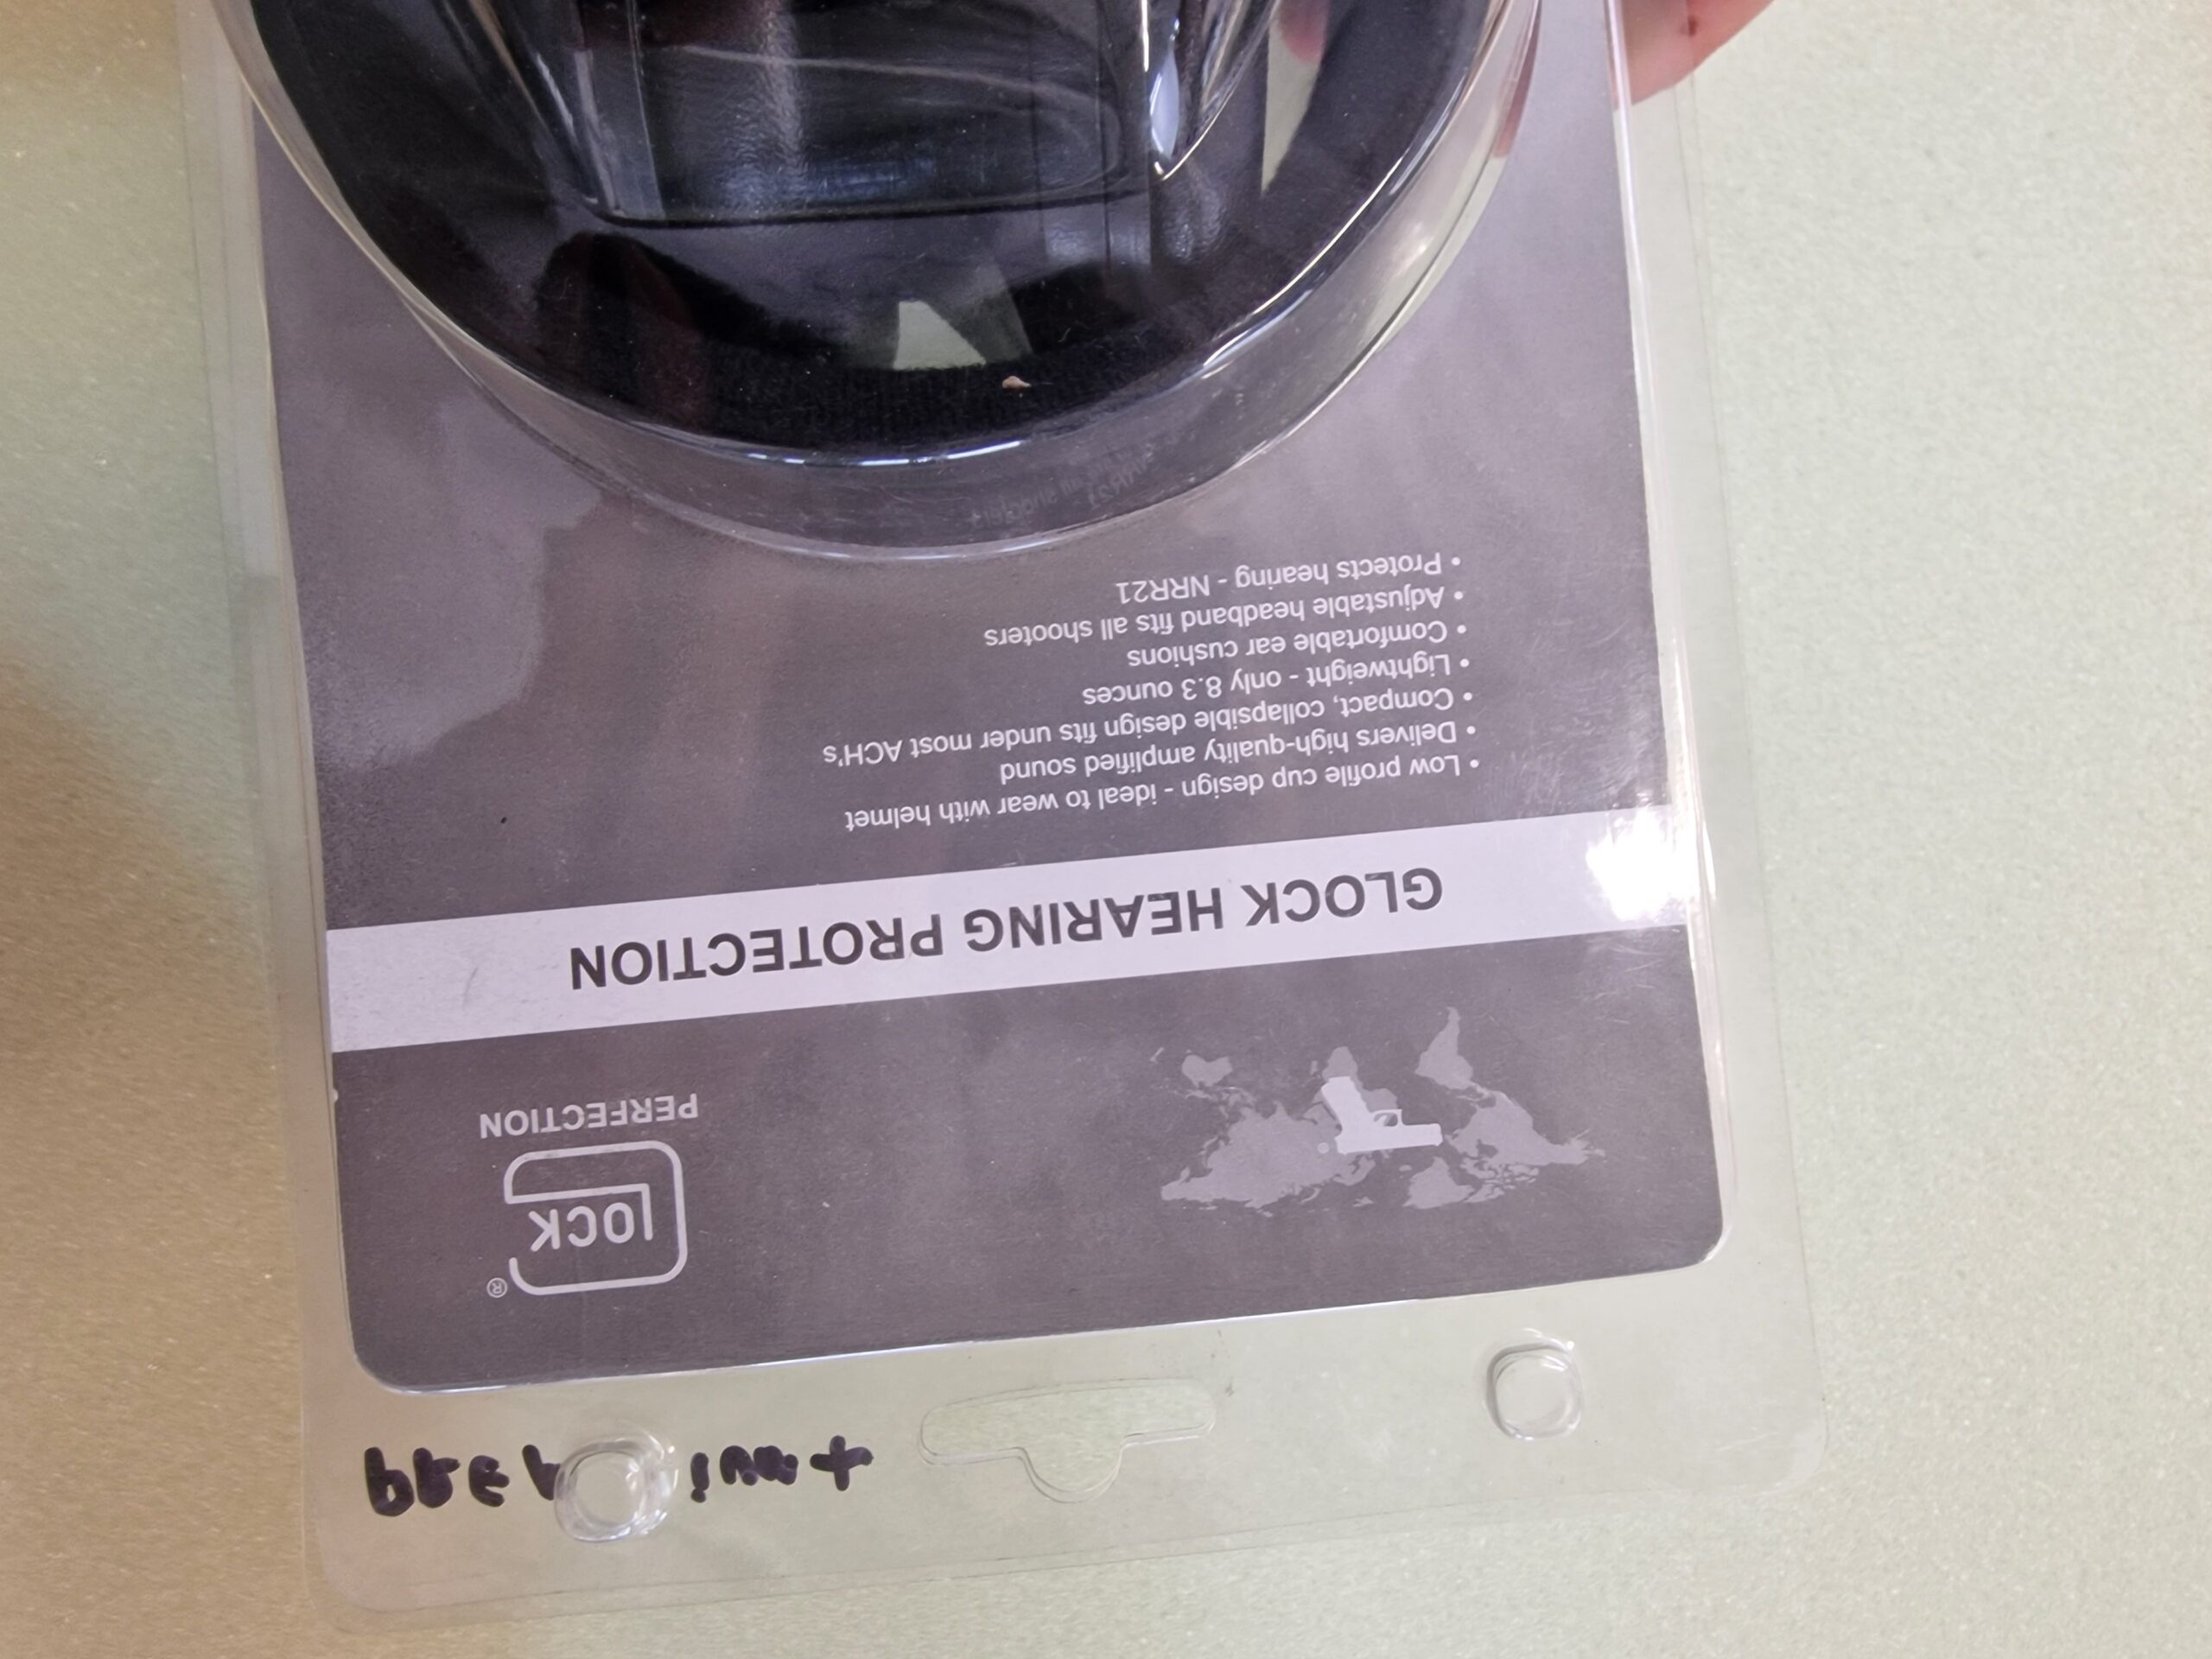 GLOCK®
PERFECTION
GLOCK HEARING PROTECTION
• Low profile cup design - ideal to wear with helmet
• Delivers high-quality amplified sound
• Compact, collapsible design fits under most ACH's
• Lightweight - only 8.3 ounces
• Comfortable ear cushions
• Adjustable headband fits all shooters
• Protects hearing - NRR21